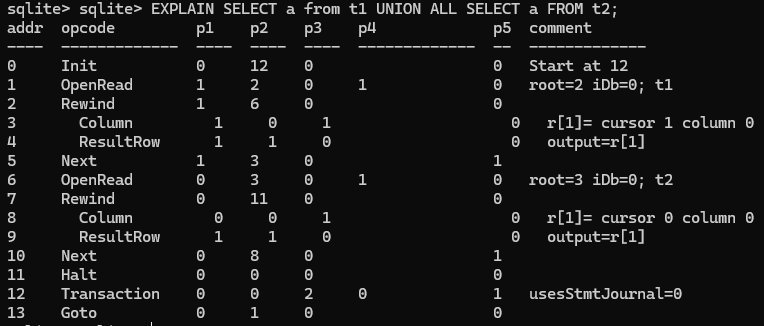 sqlite> sqlite> EXPLAIN SELECT a from t1 UNION ALL SELECT a FROM t2;
addr  opcode         p1    p2    p3    p4             p5  comment
----  -------------  ----  ----  ----  -------------  --  -------------
0     Init           0     12    0                    0   Start at 12
1     OpenRead       1     2     0     1              0   root=2 iDb=0; t1
2     Rewind         1     6     0                    0
3       Column         1     0     1                    0   r[1]= cursor 1 column 0
4       ResultRow      1     1     0                    0   output=r[1]
5     Next           1     3     0                    1
6     OpenRead       0     3     0     1              0   root=3 iDb=0; t2
7     Rewind         0     11    0                    0
8       Column         0     0     1                    0   r[1]= cursor 0 column 0
9       ResultRow      1     1     0                    0   output=r[1]
10    Next           0     8     0                    1
11    Halt           0     0     0                    0
12    Transaction    0     0     2     0              1   usesStmtJournal=0
13    Goto           0     1     0                    0